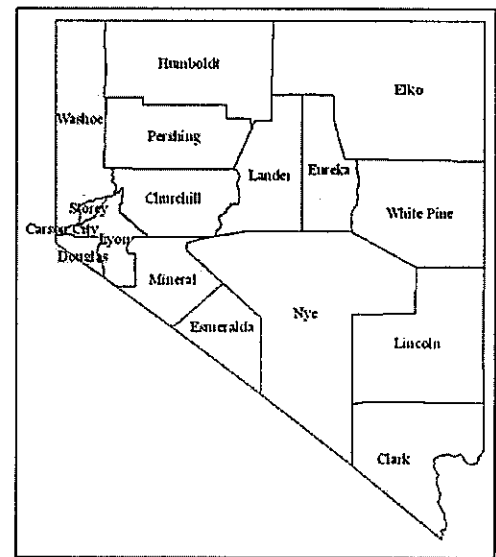 Humboldt
Elko
Washoe
Pershing
Lander
Eureka
Churchill
White Pine
Storey
Carson City
Lyon
Douglas
Mineral
Nye
Esmeralda
Lincoln
Clark